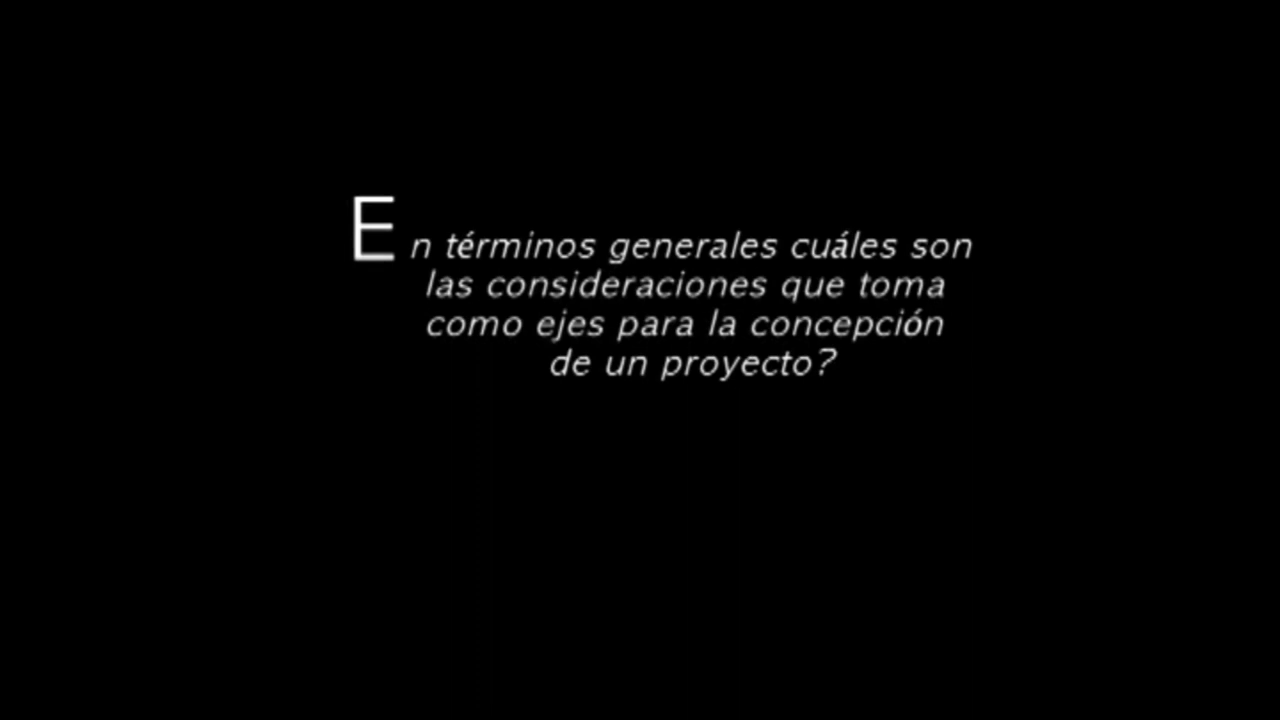 En términos generales cuáles son
las consideraciones que toma
como ejes para la concepción
de un proyecto?